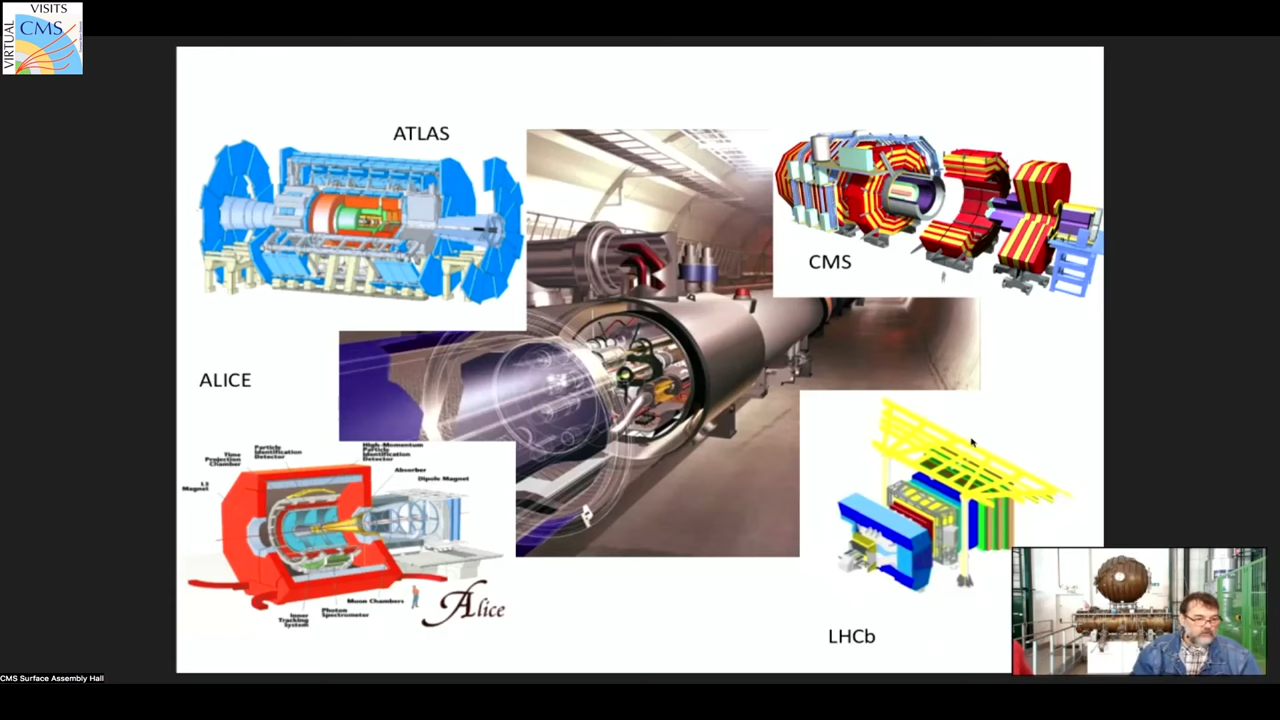 VISITS
VIRTUAL
CMS
ATLAS
CMS
ALICE
Time
Projection
Chamber
Particle
Identification
Detector
High-Momentum
Particle
Identification
Detector
Absorber
Dipole Magnet
L3
Magnet
Muon Chambers
Photon
Spectrometer
Inner
Tracking
System
Alice
LHCb
CMS Surface Assembly Hall